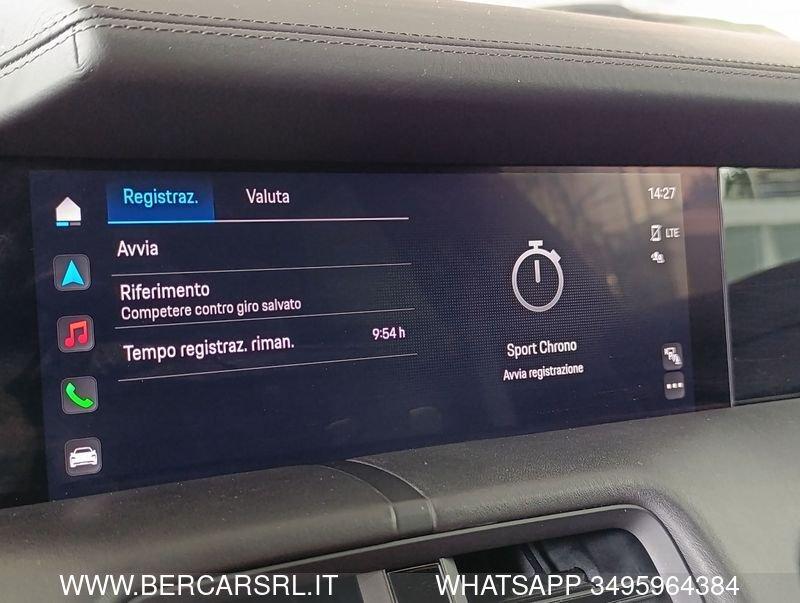 Registraz. Valuta
14:27
Avvia
LTE
Riferimento
Competere contro giro salvato
Tempo registraz. riman. 9:54 h
Sport Chrono
Avvia registrazione
WWW.BERCARSRL.IT WHATSAPP 3495964384